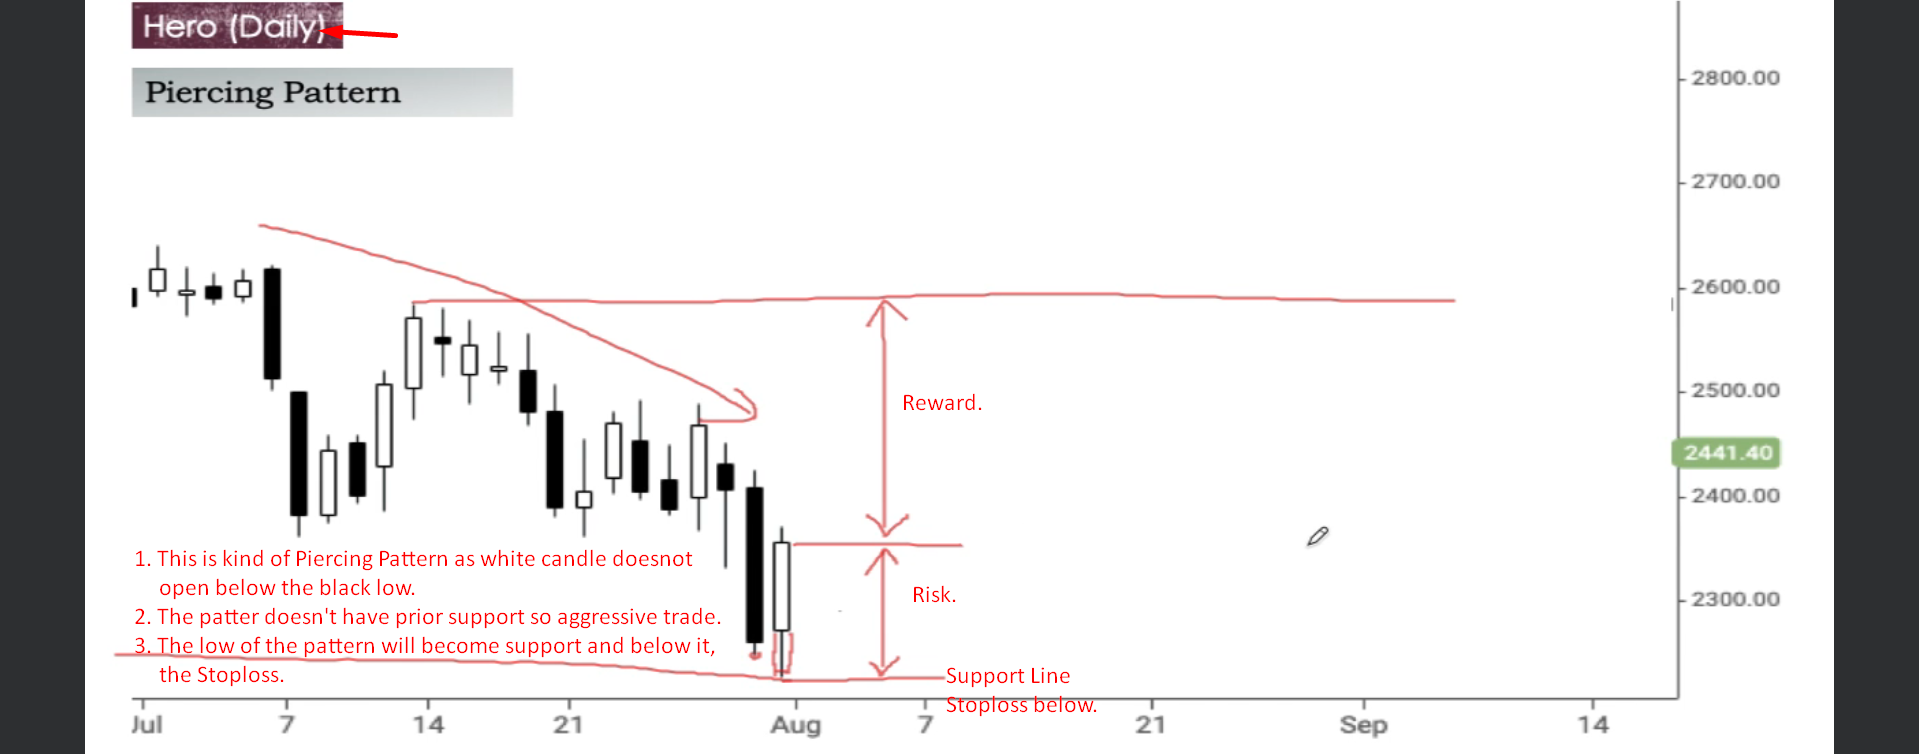 Hero (Daily)
Piercing Pattern
2800.00
2700.00
2600.00
2500.00
Reward.
2441.40
2400.00
1. This is kind of Piercing Pattern as white candle doesnot
open below the black low.
Risk.
2300.00
2. The patter doesn't have prior support so aggressive trade.
3. The low of the pattern will become support and below it,
the Stoploss.
Support Line
Stoploss below.
Jul 7 14 21 Aug 7 21 Sep 14